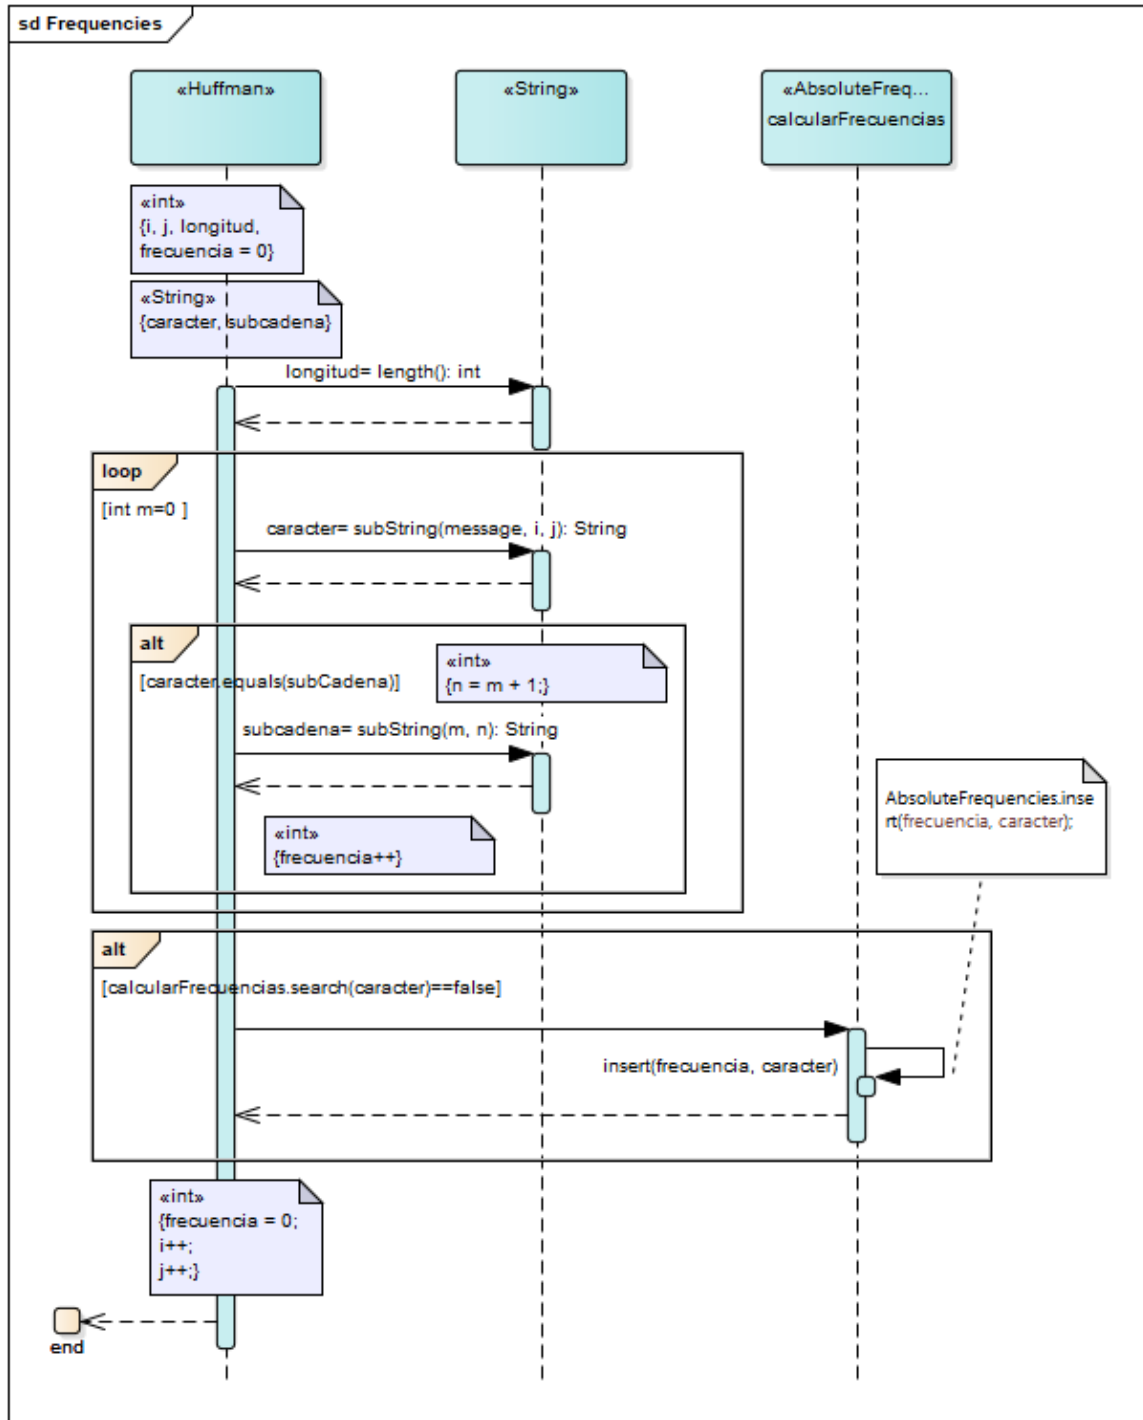 sd Frequencies
«Huffman»
«String»
«AbsoluteFreq...
calcularFrecuencias
«int»
{i, j, longitud,
frecuencia = 0}
«String»
{caracter, subcadena}
longitud= length(): int
loop
[int m=0 ]
caracter= subString(message, i, j): String
alt
[caracter.equals(subCadena)]
«int»
{n = m + 1;}
subcadena= subString(m, n): String
«int»
{frecuencia++}
AbsoluteFrequencies.inse
rt(frecuencia, caracter);
alt
[calcularFrecuencias.search(caracter)==false]
insert(frecuencia, caracter)
«int»
{frecuencia = 0;
i++;
j++;}
end